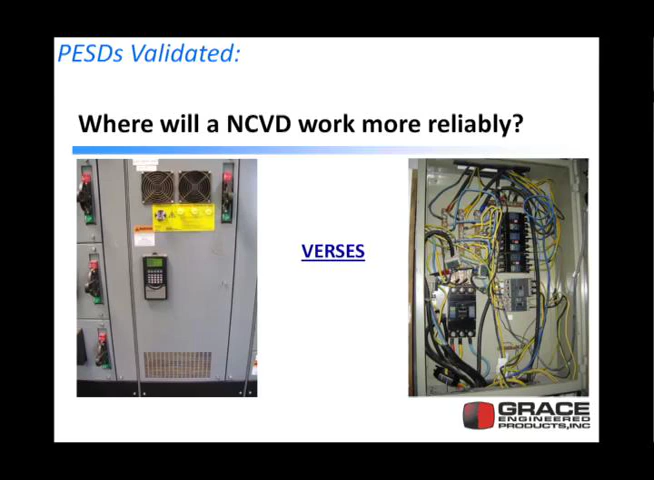 PESDs Validated:
Where will a NCVD work more reliably?
VERSES
GRACE
ENGINEERED
PRODUCTS,INC